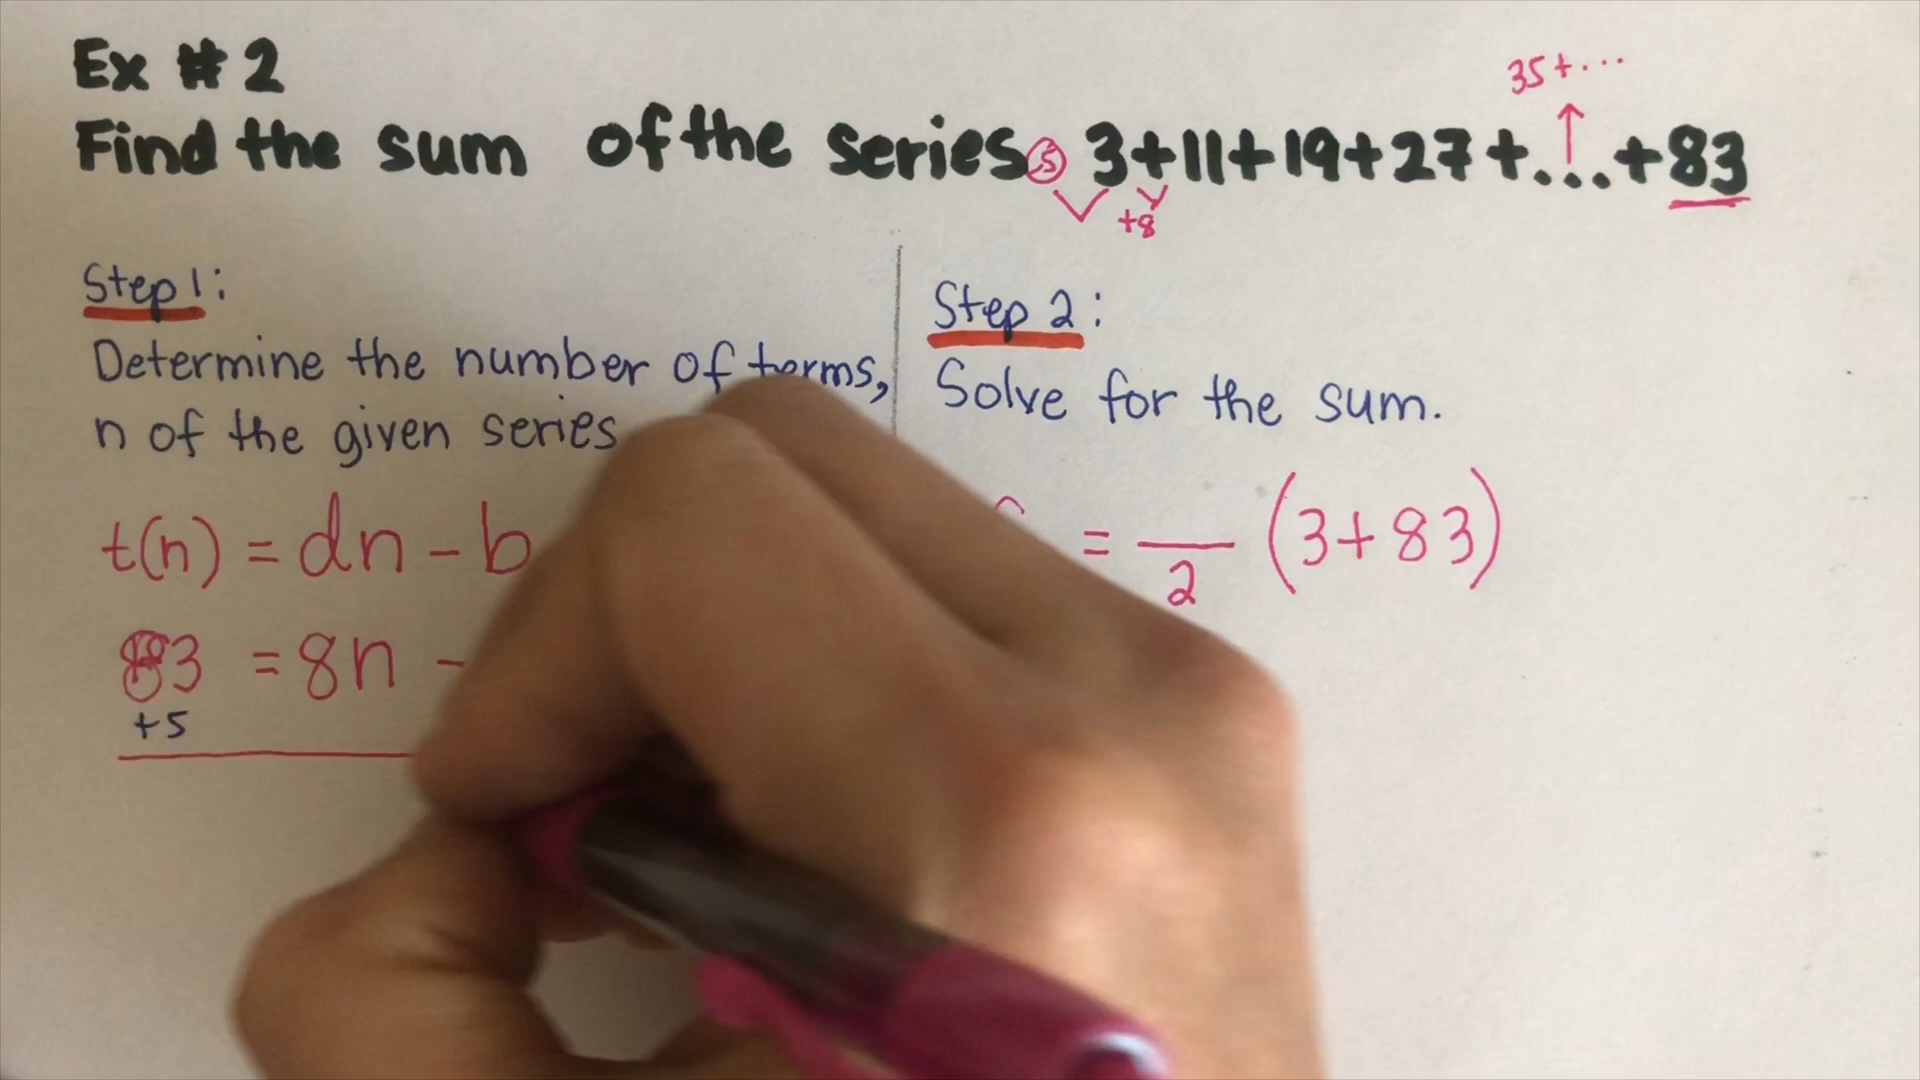 Ex # 2
35+...
Find the sum of the series 5 3+11+19+27+...+83
+8
Step 1:
Determine the number of terms,
n of the given series
t(n) = dn - b
83 = 8n -
+5
Step 2:
Solve for the sum.
= — 2 (3+83)